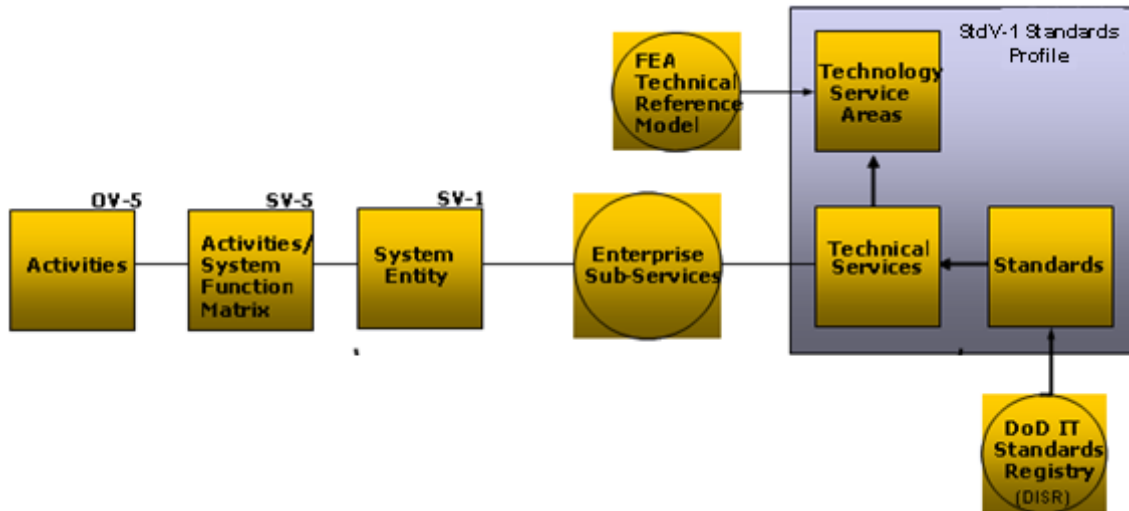 FEA
Technical
Reference
Model
Technology
Service
Areas
StdV-1 Standards
Profile
OV-5
Activities
SV-5
Activities/
System
Function
Matrix
SV-1
System
Entity
Enterprise
Sub-Services
Technical
Services
Standards
DoD IT
Standards
Registry
(DISR)